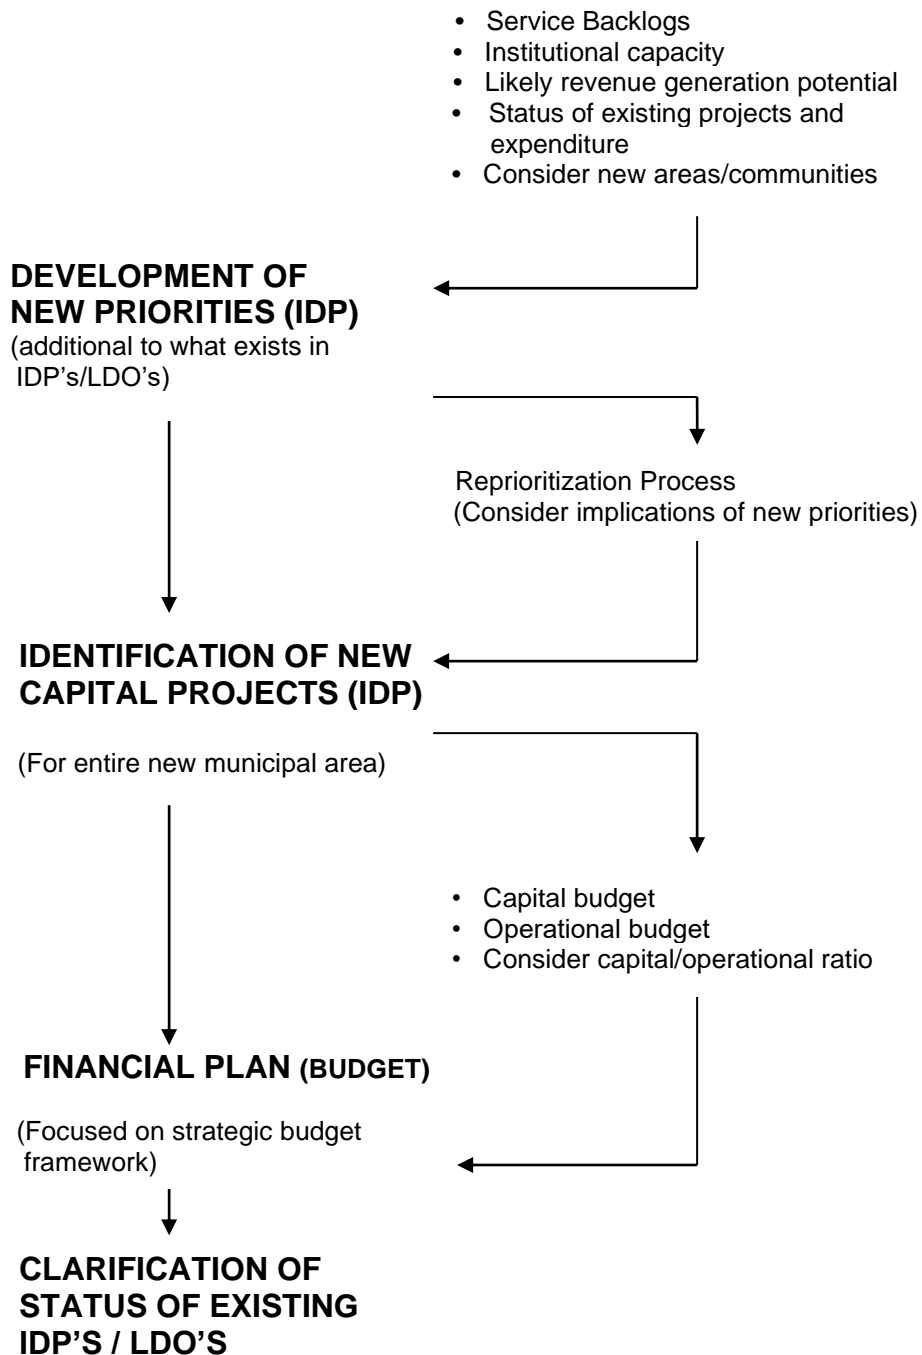 • Service Backlogs
• Institutional capacity
• Likely revenue generation potential
• Status of existing projects and
expenditure
• Consider new areas/communities
DEVELOPMENT OF
NEW PRIORITIES (IDP)
(additional to what exists in
IDP's/LDO's)
Reprioritization Process
(Consider implications of new priorities)
IDENTIFICATION OF NEW
CAPITAL PROJECTS (IDP)
(For entire new municipal area)
• Capital budget
• Operational budget
• Consider capital/operational ratio
FINANCIAL PLAN (BUDGET)
(Focused on strategic budget
framework)
CLARIFICATION OF
STATUS OF EXISTING
IDP'S / LDO'S